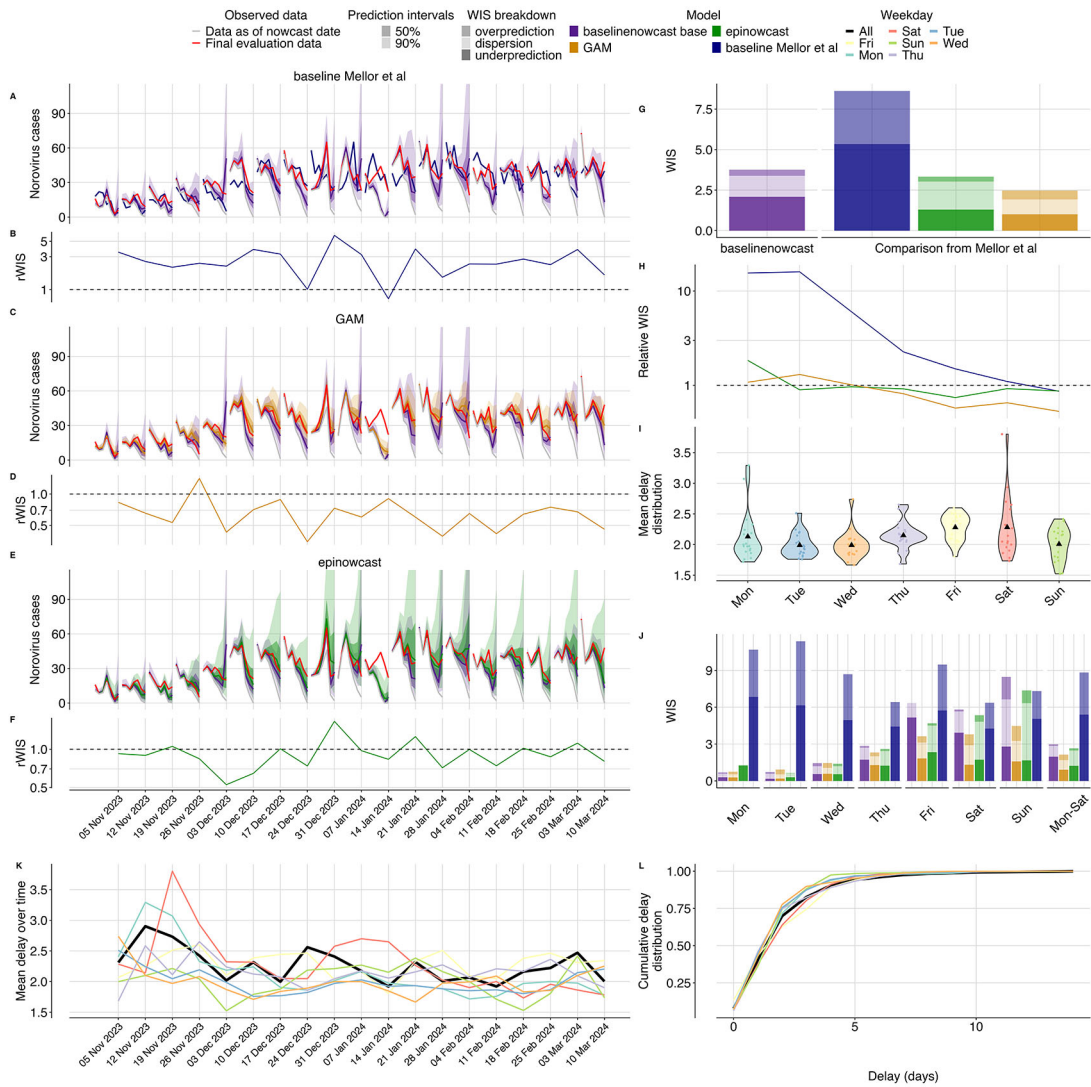 Observed data
Data as of nowcast date
Final evaluation data
Prediction intervals
50%
90%
WIS breakdown
overprediction
dispersion
underprediction
Model
baselinenowcast base
epinowcast
GAM
baseline Mellor et al
Weekday
All
Sat
Tue
Fri
Sun
Wed
Mon
Thu
baseline Mellor et al
A
Norovirus cases
90
60
30
0
B
rWIS
5
3
1
C
GAM
Norovirus cases
90
60
30
0
D
rWIS
1.0
0.7
0.5
E
epinowcast
Norovirus cases
90
60
30
0
F
rWIS
1.0
0.7
0.5
05 Nov 2023
12 Nov 2023
19 Nov 2023
26 Nov 2023
03 Dec 2023
10 Dec 2023
17 Dec 2023
24 Dec 2023
31 Dec 2023
07 Jan 2024
14 Jan 2024
21 Jan 2024
28 Jan 2024
04 Feb 2024
11 Feb 2024
18 Feb 2024
25 Feb 2024
03 Mar 2024
10 Mar 2024
G
WIS
7.5
5.0
2.5
0.0
baselinenowcast
Comparison from Mellor et al
H
Relative WIS
10
3
1
I
Mean delay
distribution
3.5
3.0
2.5
2.0
1.5
Mon
Tue
Wed
Thu
Fri
Sat
Sun
J
WIS
9
6
3
0
Mon
Tue
Wed
Thu
Fri
Sat
Sun
Mon-Sat
K
Mean delay over time
3.5
3.0
2.5
2.0
1.5
05 Nov 2023
12 Nov 2023
19 Nov 2023
26 Nov 2023
03 Dec 2023
10 Dec 2023
17 Dec 2023
24 Dec 2023
31 Dec 2023
07 Jan 2024
14 Jan 2024
21 Jan 2024
28 Jan 2024
04 Feb 2024
11 Feb 2024
18 Feb 2024
25 Feb 2024
03 Mar 2024
10 Mar 2024
L
Cumulative delay
distribution
1.00
0.75
0.50
0.25
0
5
10
Delay (days)